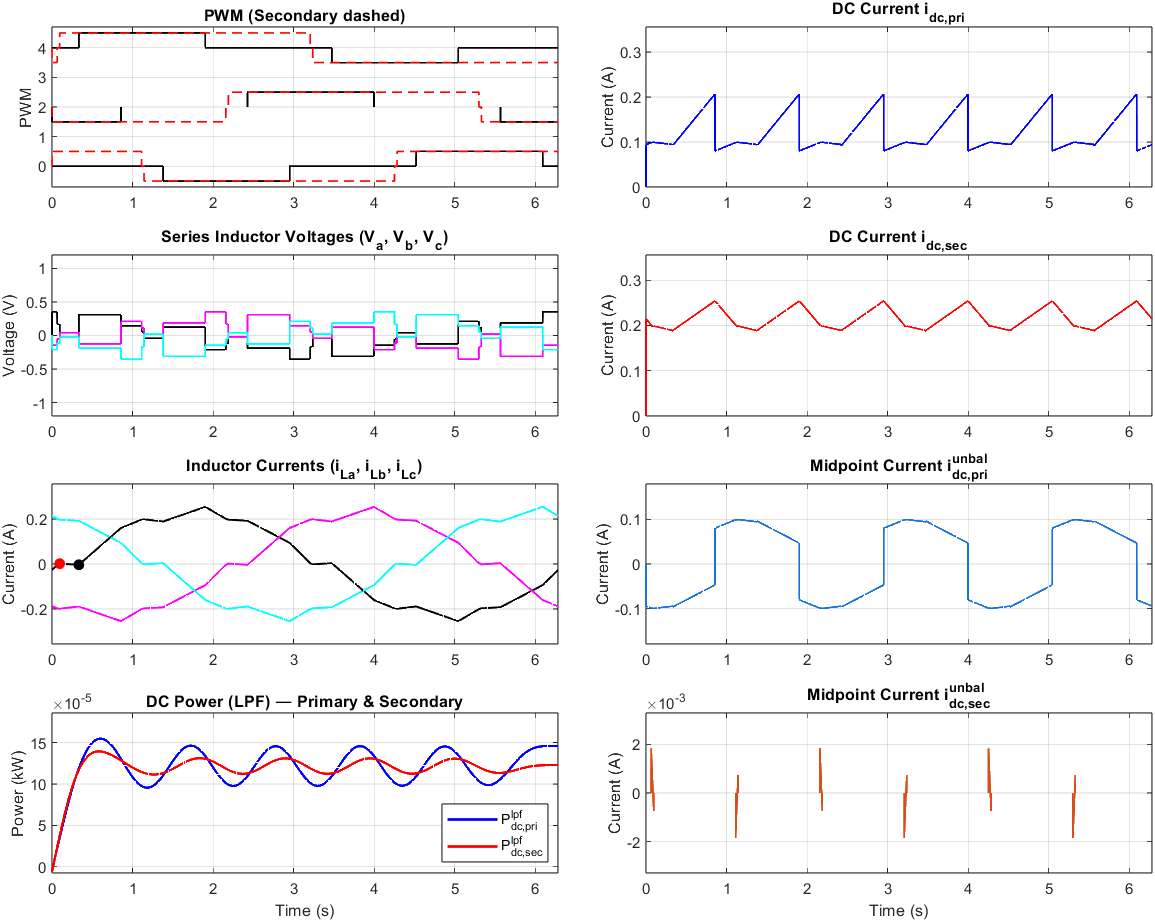 PWM (Secondary dashed)
PWM
4
3
2
1
0
0 1 2 3 4 5 6
DC Current i_dc,pri
Current (A)
0.3
0.2
0.1
0
0 1 2 3 4 5 6
Series Inductor Voltages (V_a, V_b, V_c)
Voltage (V)
1
0.5
0
-0.5
-1
0 1 2 3 4 5 6
DC Current i_dc,sec
Current (A)
0.3
0.2
0.1
0
0 1 2 3 4 5 6
Inductor Currents (i_La, i_Lb, i_Lc)
Current (A)
0.2
0
-0.2
0 1 2 3 4 5 6
Midpoint Current i^unbal_dc,pri
Current (A)
0.1
0
-0.1
0 1 2 3 4 5 6
DC Power (LPF) — Primary & Secondary
×10^-5
Power (kW)
15
10
5
0
P^lpf_dc,pri
P^lpf_dc,sec
0 1 2 3 4 5 6
Time (s)
Midpoint Current i^unbal_dc,sec
×10^-3
Current (A)
2
0
-2
0 1 2 3 4 5 6
Time (s)